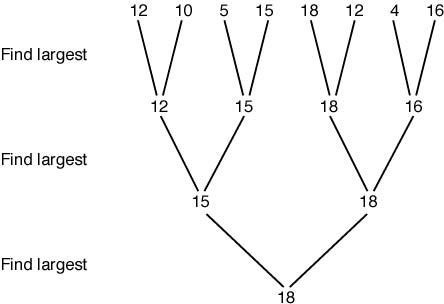 12 10 5 15 18 12 4 16
Find largest
12 15 18 16
Find largest
15 18
Find largest
18